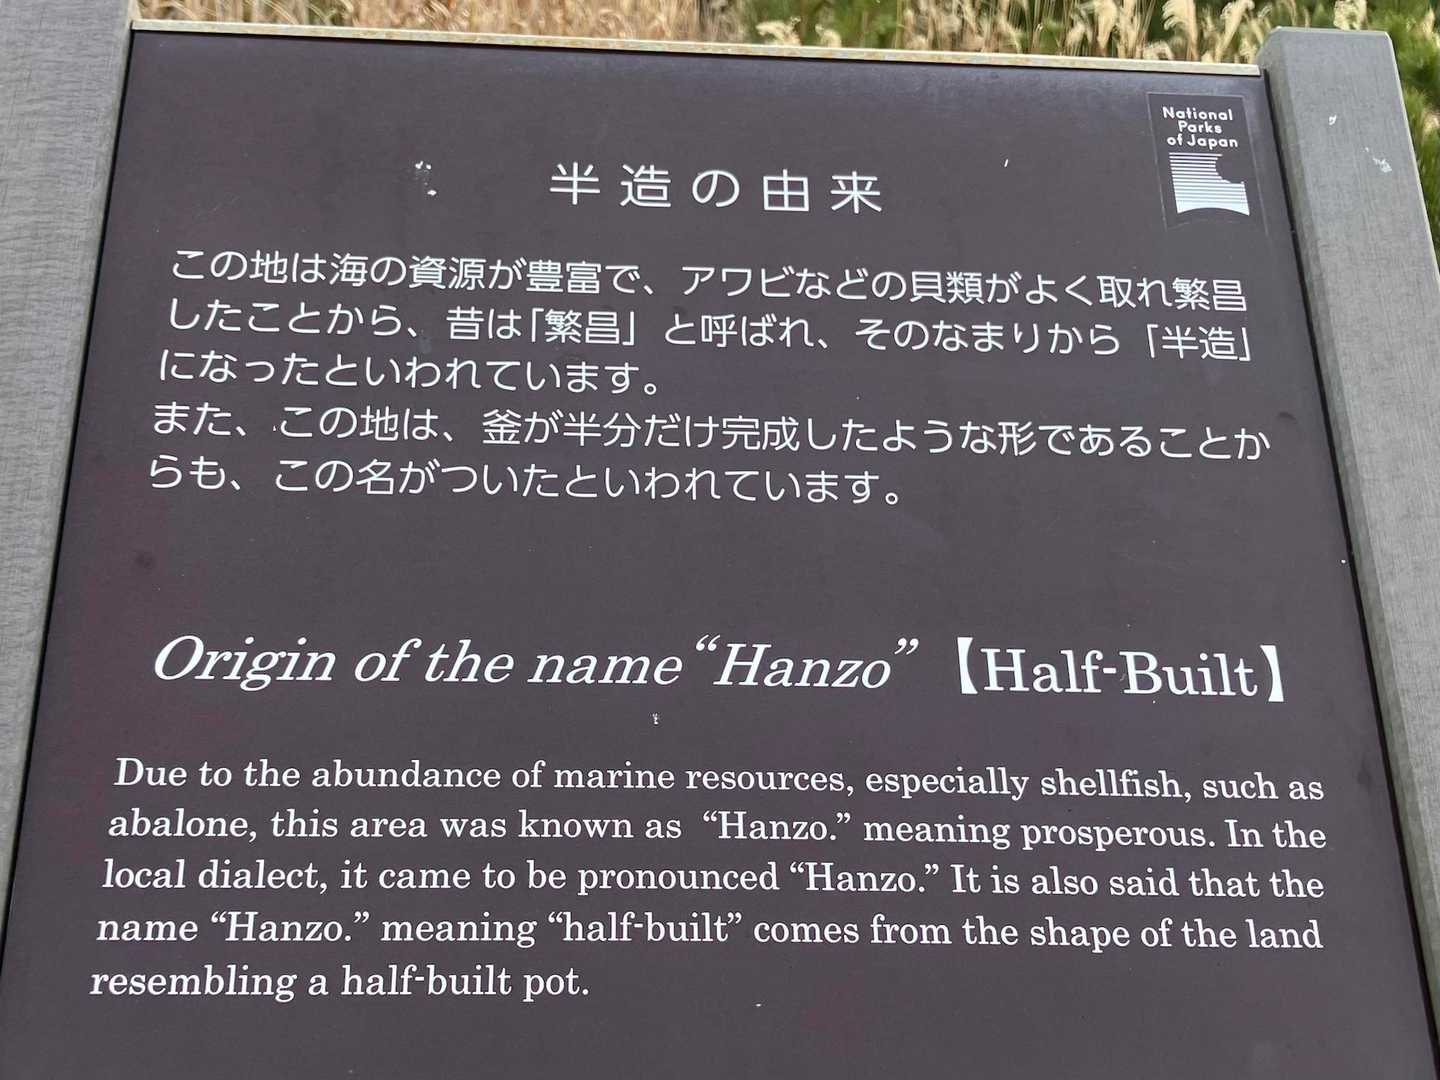 National
Parks
of Japan
半造の由来
この地は海の資源が豊富で、アワビなどの貝類がよく取れ繁昌
したことから、昔は「繁昌」と呼ばれ、そのなまりから「半造」
になったといわれています。
また、この地は、釜が半分だけ完成したような形であることか
らも、この名がついたといわれています。
Origin of the name “Hanzo”【Half-Built】
Due to the abundance of marine resources, especially shellfish, such as
abalone, this area was known as “Hanzo.” meaning prosperous. In the
local dialect, it came to be pronounced “Hanzo.” It is also said that the
name “Hanzo.” meaning “half-built” comes from the shape of the land
resembling a half-built pot.